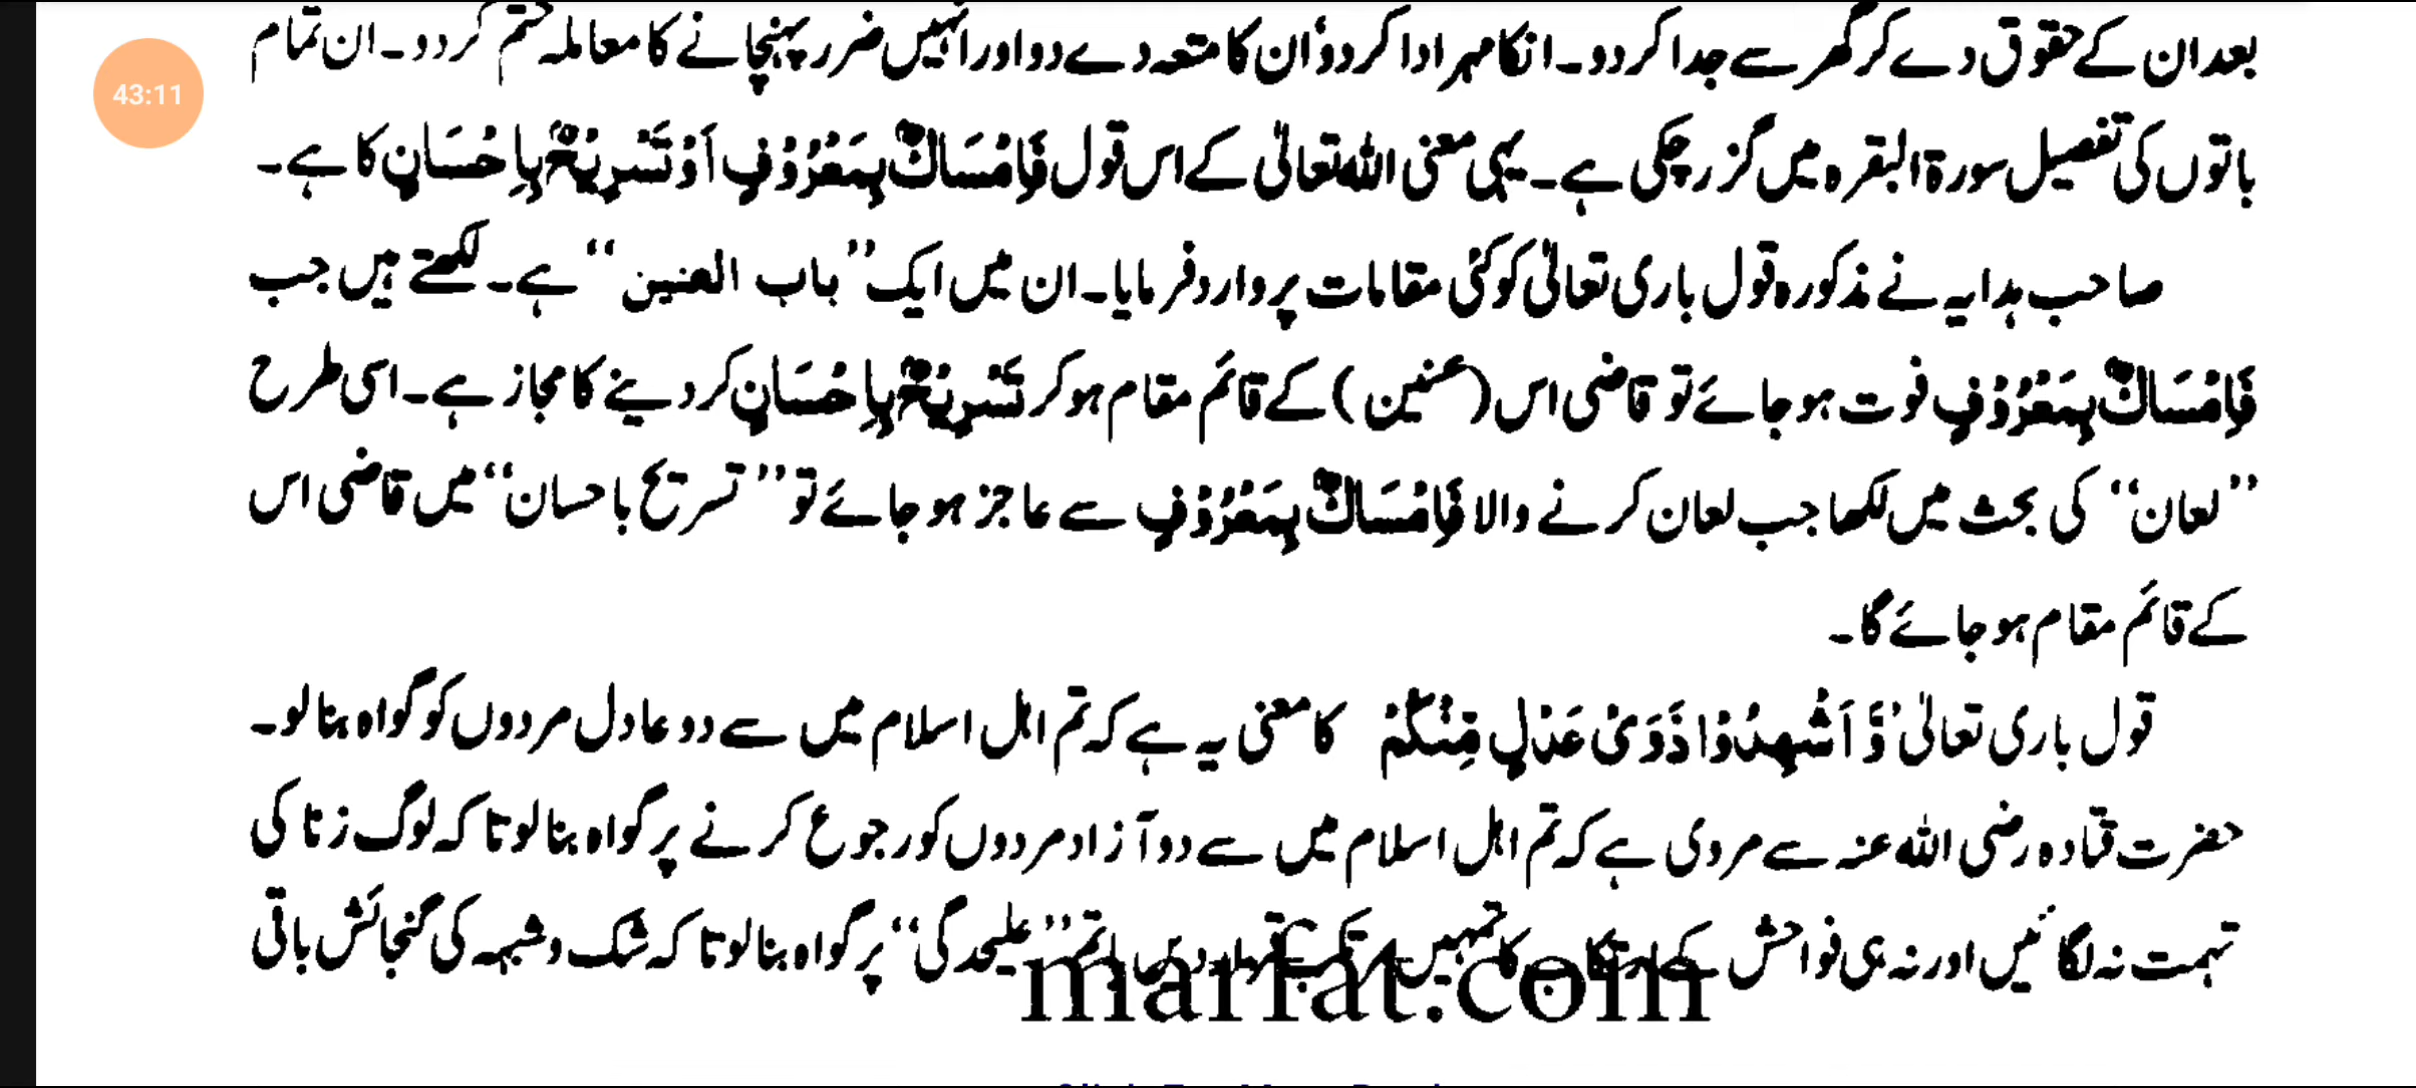 43:11
بعد ان کے حقوق دے کر گھر سے جدا کر دو۔ انکا مہر ادا کر دو' ان کا متعہ دے دو اور انہیں ضرر پہنچانے کا معاملہ ختم کر دو۔ ان تمام
باتوں کی تفصیل سورۃ البقرہ میں گزر چکی ہے۔ یہی معنی اللہ تعالیٰ کے اس قول فَاِمْسَاكٌۢ بِمَعْرُوْفٍ اَوْ تَسْرِيْحٌۢ بِاِحْسَانٍ کا ہے۔
صاحب ہدایہ نے مذکورہ قول باری تعالیٰ کو کئی مقامات پر وارد فرمایا۔ ان میں ایک ’’باب العنین‘‘ ہے۔ لکھتے ہیں جب
فَاِمْسَاكٌۢ بِمَعْرُوْفٍ فوت ہو جائے تو قاضی اس (عنین) کے قائم مقام ہو کر تَسْرِيْحٌۢ بِاِحْسَانٍ کر دینے کا مجاز ہے۔ اسی طرح
’’لعان‘‘ کی بحث میں لکھا جب لعان کرنے والا فَاِمْسَاكٌۢ بِمَعْرُوْفٍ سے عاجز ہو جائے تو ’’تسریح باحسان‘‘ میں قاضی اس
کے قائم مقام ہو جائے گا۔
قول باری تعالیٰ' وَّ اَشْهِدُوْا ذَوَىْ عَدْلٍ مِّنْكُمْ کا معنی یہ ہے کہ تم اہل اسلام میں سے دو عادل مردوں کو گواہ بنا لو۔
حضرت قتادہ رضی اللہ عنہ سے مروی ہے کہ تم اہل اسلام میں سے دو آزاد مردوں کو رجوع کرنے پر گواہ بنا لو تا کہ لوگ زنا کی
تہمت نہ لگائیں اور نہ ہی فواحش کے کا تمہیں یا تم ’’علیحدگی‘‘ پر گواہ بنا لو تا کہ شک و شبہہ کی گنجائش باقی
marfat.com